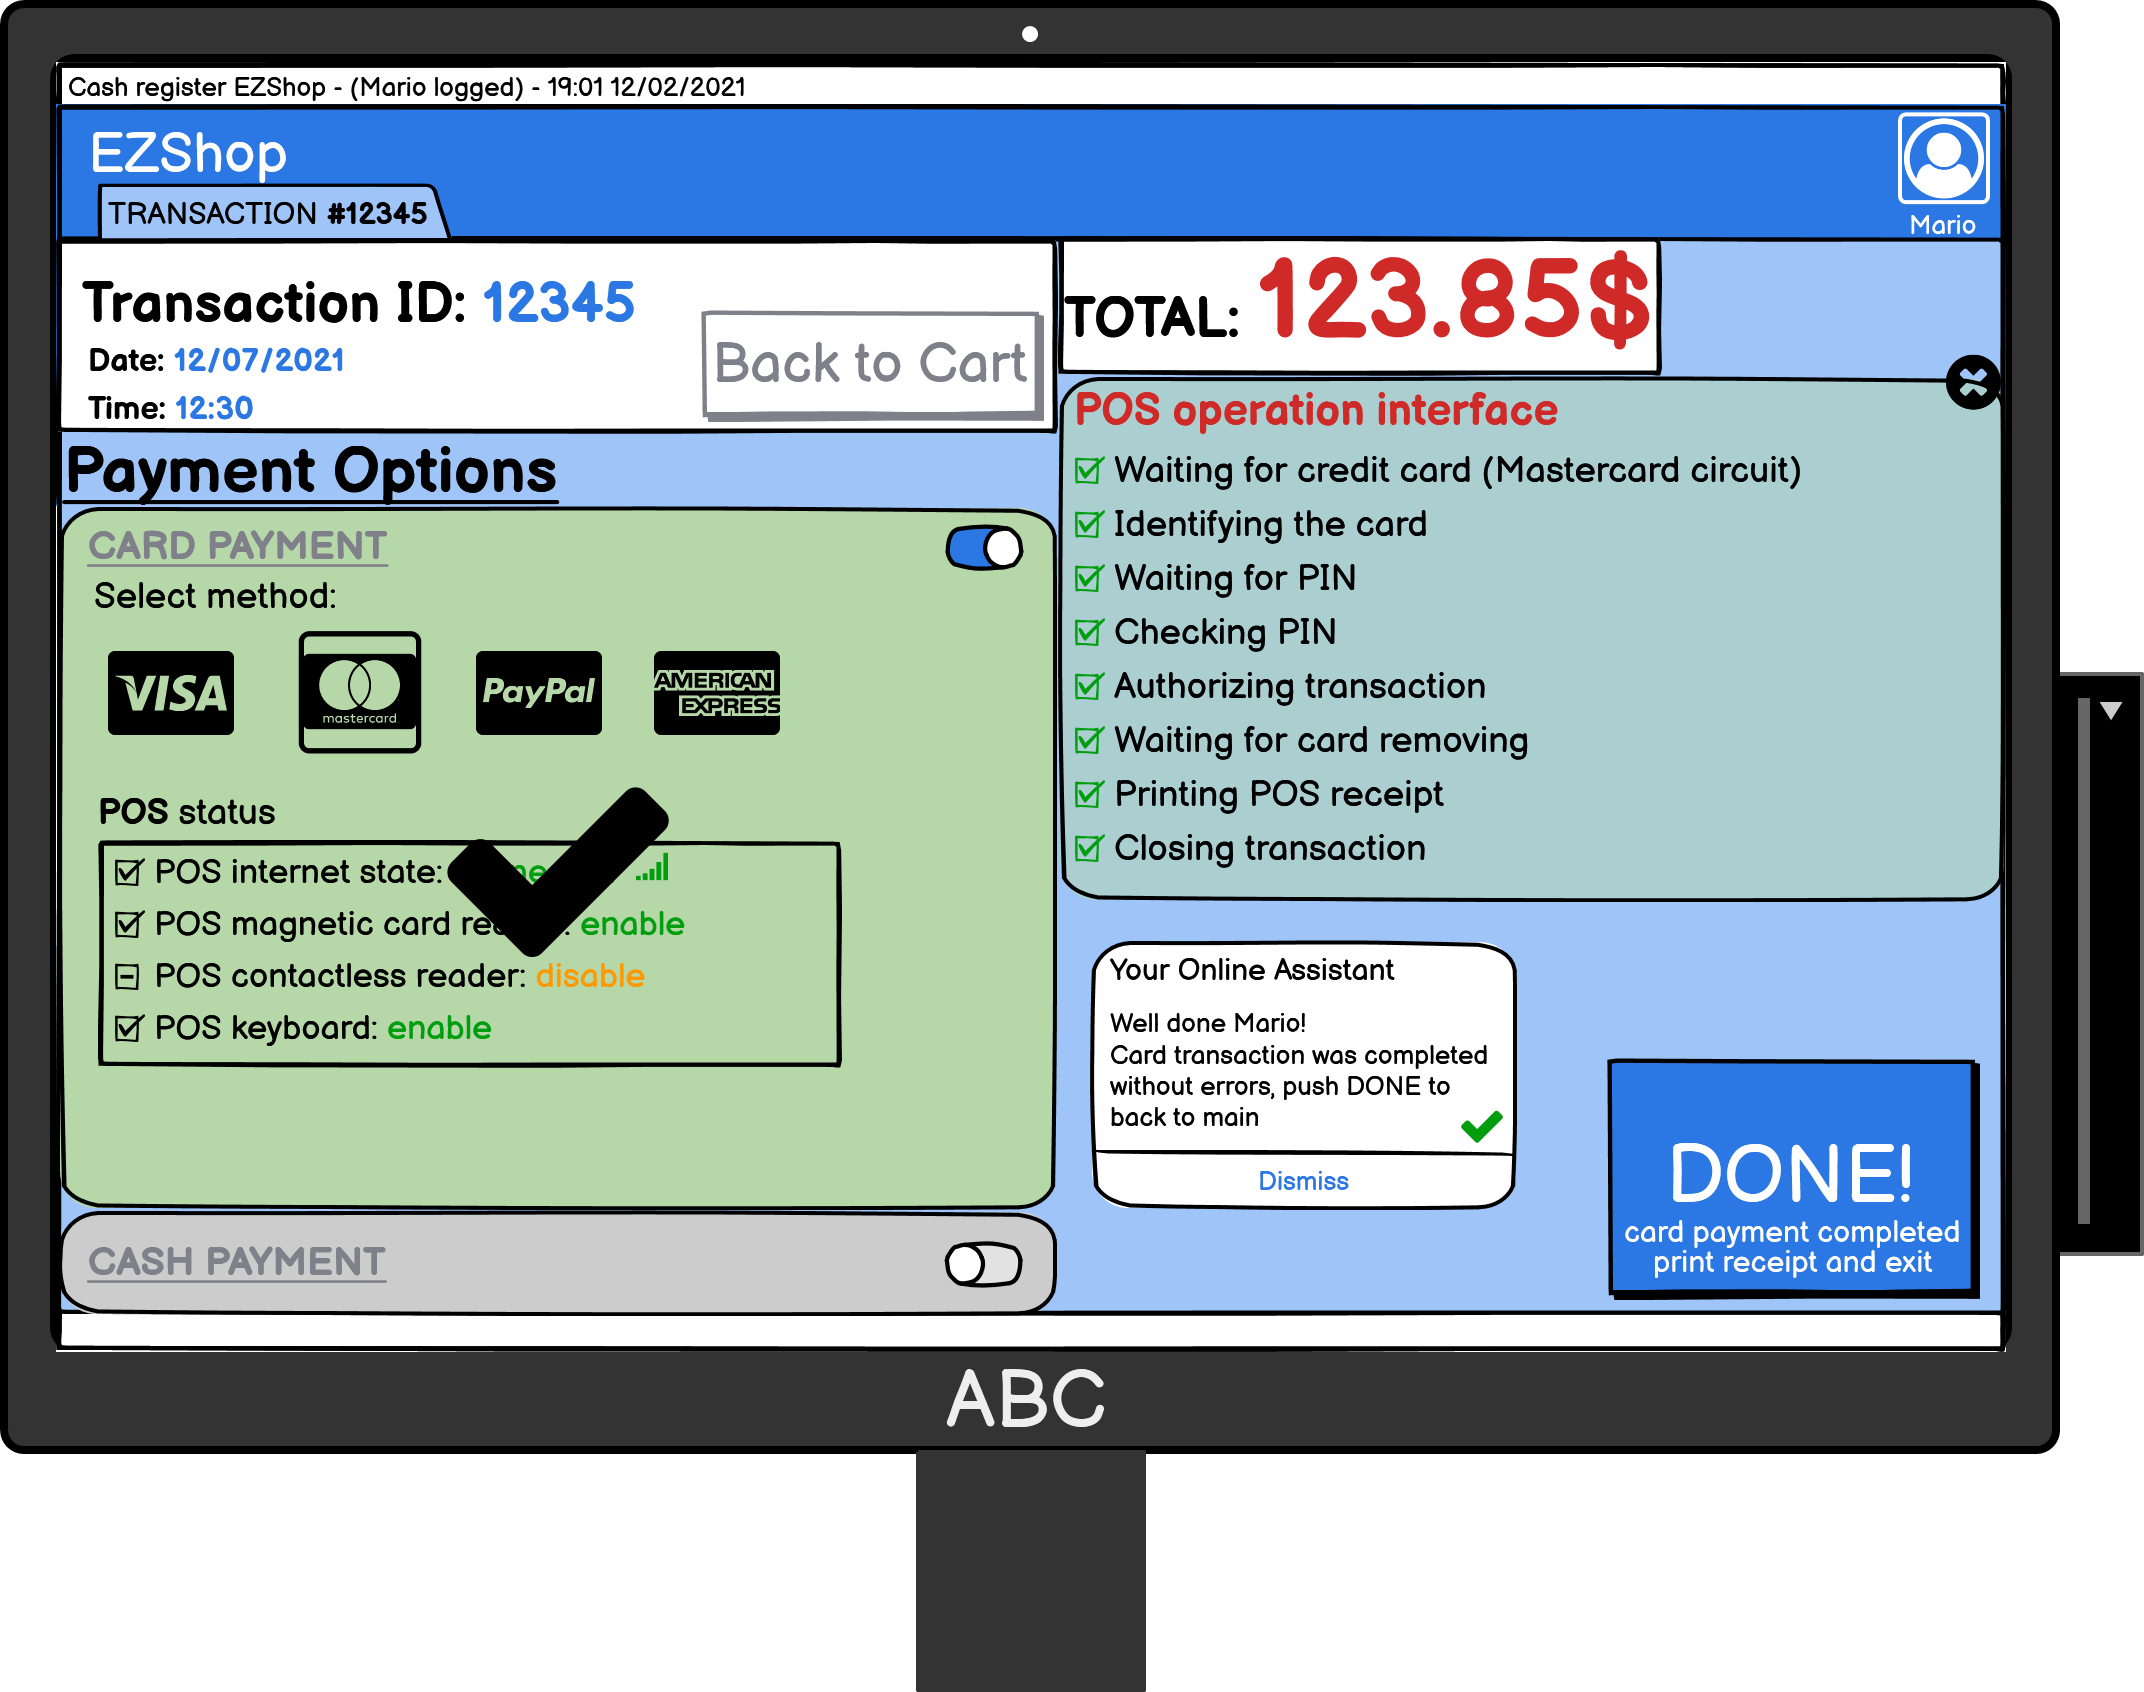 Cash register EZShop - (Mario logged) - 19:01 12/02/2021
EZShop
Mario
TRANSACTION #12345
Transaction ID: 12345
Date: 12/07/2021
Time: 12:30
Back to Cart
TOTAL: 123.85$
Payment Options
CARD PAYMENT
Select method:
VISA
mastercard
PayPal
AMERICAN
EXPRESS
POS status
POS internet state:
POS magnetic card enable
POS contactless reader: disable
POS keyboard: enable
CASH PAYMENT
POS operation interface
Waiting for credit card (Mastercard circuit)
Identifying the card
Waiting for PIN
Checking PIN
Authorizing transaction
Waiting for card removing
Printing POS receipt
Closing transaction
Your Online Assistant
Well done Mario!
Card transaction was completed
without errors, push DONE to
back to main
Dismiss
DONE!
card payment completed
print receipt and exit
ABC